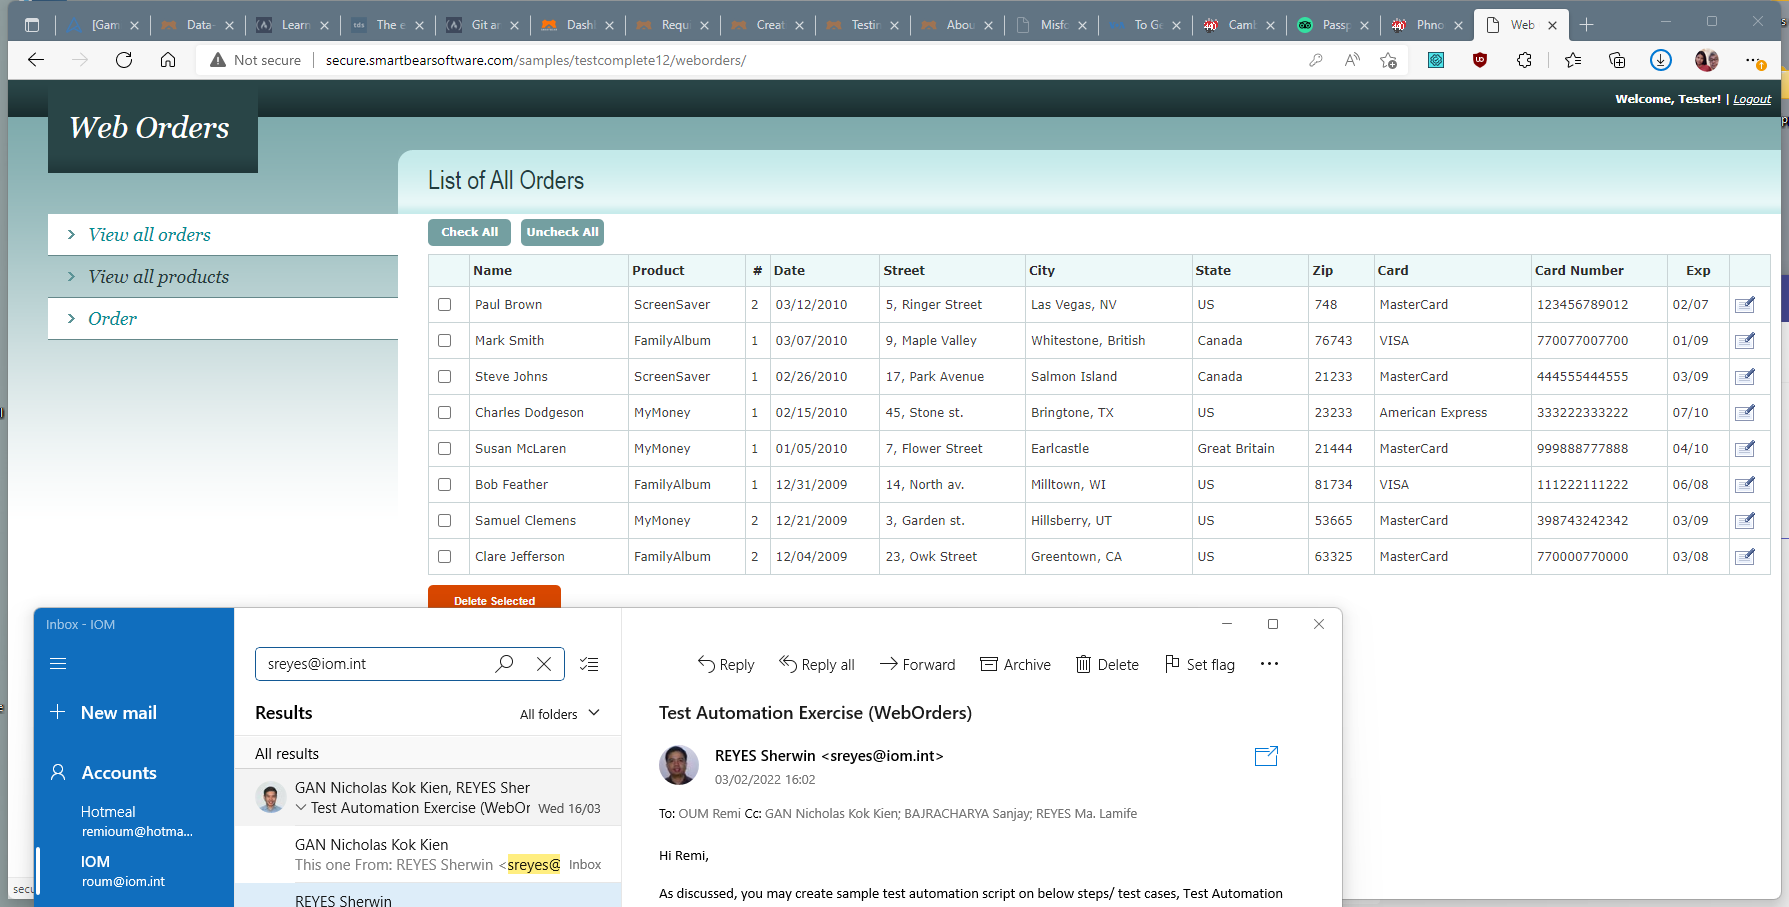 [Gam
Data-
Learn
tds
The e
Git ar
Dash
Requ
Creat
Testin
Abou
Misfo
To Ge
Camb
Passp
Phno
Web
Not secure
secure.smartbearsoftware.com/samples/testcomplete12/weborders/
Welcome, Tester! | Logout
Web Orders
View all orders
View all products
Order
List of All Orders
Check All
Uncheck All
Name Product # Date Street City State Zip Card Card Number Exp
Paul Brown ScreenSaver 2 03/12/2010 5, Ringer Street Las Vegas, NV US 748 MasterCard 123456789012 02/07
Mark Smith FamilyAlbum 1 03/07/2010 9, Maple Valley Whitestone, British Canada 76743 VISA 770077007700 01/09
Steve Johns ScreenSaver 1 02/26/2010 17, Park Avenue Salmon Island Canada 21233 MasterCard 444555444555 03/09
Charles Dodgeson MyMoney 1 02/15/2010 45, Stone st. Bringtone, TX US 23233 American Express 333222333222 07/10
Susan McLaren MyMoney 1 01/05/2010 7, Flower Street Earlcastle Great Britain 21444 MasterCard 999888777888 04/10
Bob Feather FamilyAlbum 1 12/31/2009 14, North av. Milltown, WI US 81734 VISA 111222111222 06/08
Samuel Clemens MyMoney 2 12/21/2009 3, Garden st. Hillsberry, UT US 53665 MasterCard 398743242342 03/09
Clare Jefferson FamilyAlbum 2 12/04/2009 23, Owk Street Greentown, CA US 63325 MasterCard 770000770000 03/08
Delete Selected
secu
Inbox - IOM
New mail
Accounts
Hotmeal
remioum@hotma...
IOM
roum@iom.int
sreyes@iom.int
Results
All folders
All results
GAN Nicholas Kok Kien, REYES Sher
Test Automation Exercise (WebOr Wed 16/03
GAN Nicholas Kok Kien
This one From: REYES Sherwin <sreyes@ Inbox
REYES Sherwin
Reply
Reply all
Forward
Archive
Delete
Set flag
Test Automation Exercise (WebOrders)
REYES Sherwin <sreyes@iom.int>
03/02/2022 16:02
To: OUM Remi Cc: GAN Nicholas Kok Kien; BAJRACHARYA Sanjay; REYES Ma. Lamife
Hi Remi,
As discussed, you may create sample test automation script on below steps/ test cases, Test Automation